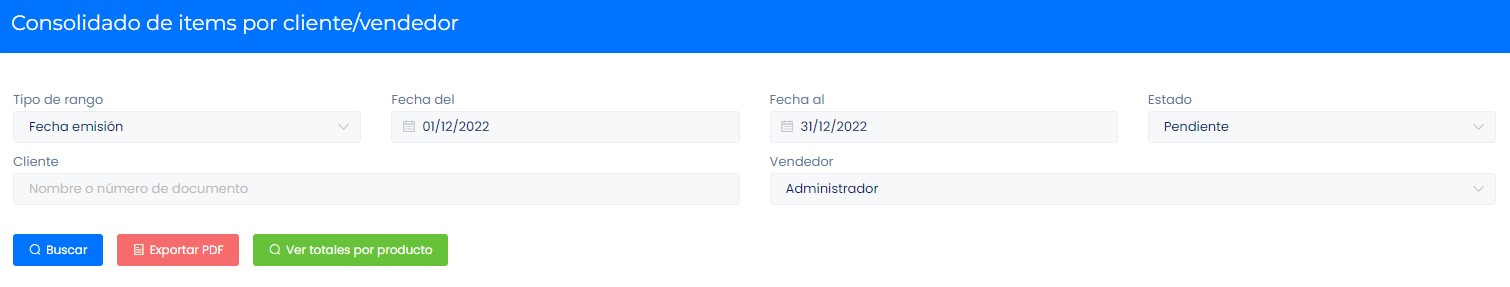 Consolidado de items por cliente/vendedor
Tipo de rango Fecha del Fecha al Estado
Fecha emisión 01/12/2022 31/12/2022 Pendiente
Cliente Vendedor
Nombre o número de documento Administrador
Buscar Exportar PDF Ver totales por producto